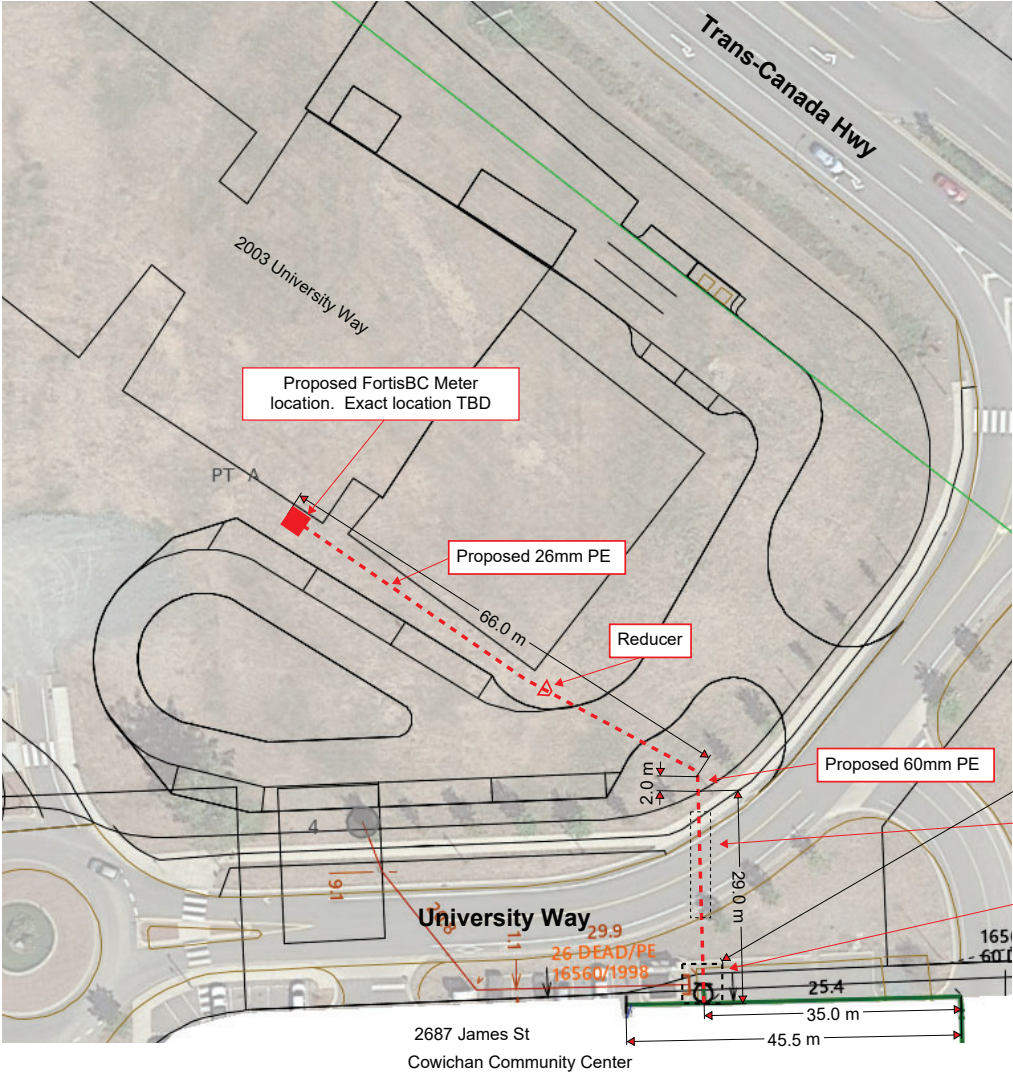 Trans-Canada Hwy
2003 University Way
Proposed FortisBC Meter
location. Exact location TBD
PT A
Proposed 26mm PE
66.0 m
Reducer
Proposed 60mm PE
2.0 m
4
29.0 m
9.1
University Way
1.1
29.9
26 DEAD/PE
16560/1998
25.4
35.0 m
45.5 m
2687 James St
Cowichan Community Center